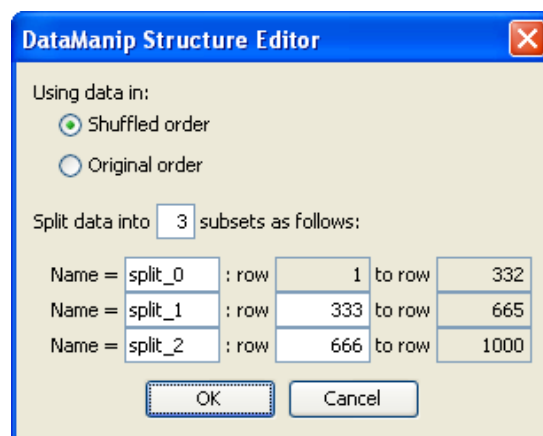 DataManip Structure Editor
Using data in:
Shuffled order
Original order
Split data into 3 subsets as follows:
Name = split_0 : row 1 to row 332
Name = split_1 : row 333 to row 665
Name = split_2 : row 666 to row 1000
OK Cancel